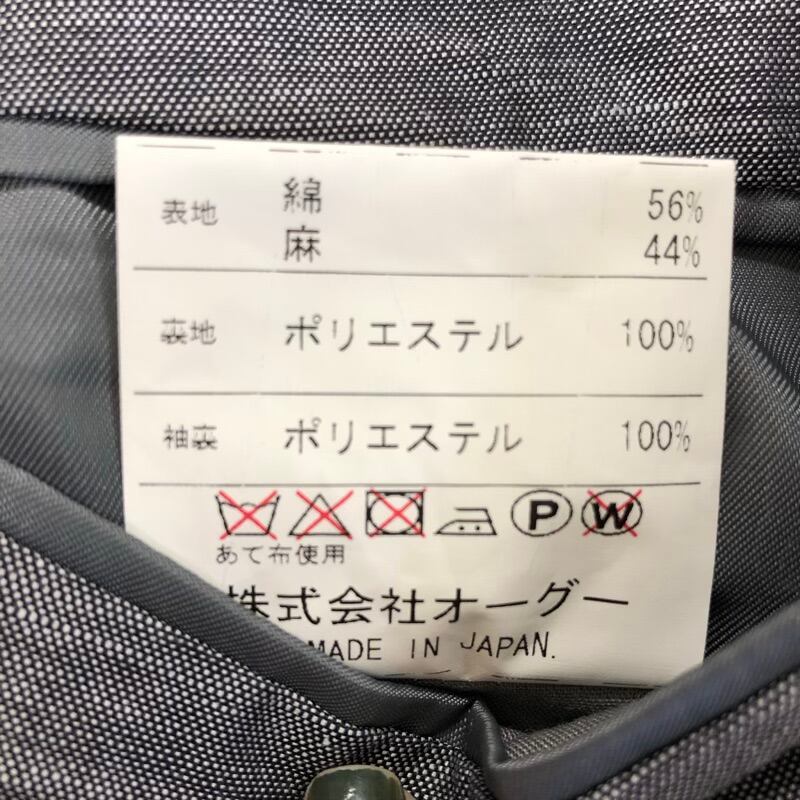 表地 綿 56%
麻 44%
裏地 ポリエステル 100%
袖裏 ポリエステル 100%
P W
あて布使用
株式会社オーグー
MADE IN JAPAN.